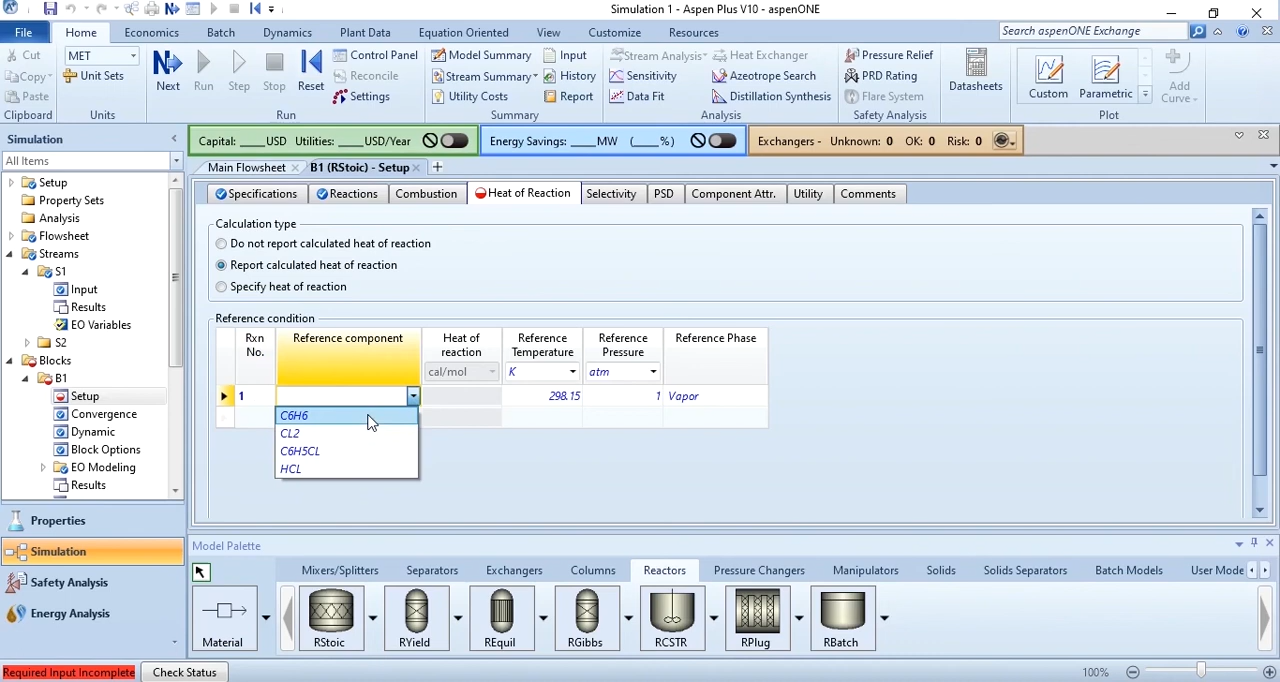 Simulation 1 - Aspen Plus V10 - aspenONE
File Home Economics Batch Dynamics Plant Data Equation Oriented View Customize Resources Search aspenONE Exchange
Cut MET Control Panel Model Summary Input Stream Analysis Heat Exchanger Pressure Relief
Copy Unit Sets Next Run Step Stop Reset Reconcile Stream Summary History Sensitivity Azeotrope Search PRD Rating Datasheets Custom Parametric Add Curve
Paste Settings Utility Costs Report Data Fit Distillation Synthesis Flare System
Clipboard Units Run Summary Analysis Safety Analysis Plot
Simulation
Capital: ____USD Utilities: ____USD/Year Energy Savings: ____MW (____%) Exchangers - Unknown: 0 OK: 0 Risk: 0
All Items
Main Flowsheet B1 (RStoic) - Setup
Setup
Property Sets
Analysis
Flowsheet
Streams
S1
Input
Results
EO Variables
S2
Blocks
B1
Setup
Convergence
Dynamic
Block Options
EO Modeling
Results
Specifications Reactions Combustion Heat of Reaction Selectivity PSD Component Attr. Utility Comments
Calculation type
Do not report calculated heat of reaction
Report calculated heat of reaction
Specify heat of reaction
Reference condition
Rxn No. Reference component Heat of reaction Reference Temperature Reference Pressure Reference Phase
cal/mol K atm
1 298.15 1 Vapor
C6H6
CL2
C6H5CL
HCL
Properties
Simulation
Safety Analysis
Energy Analysis
Model Palette
Mixers/Splitters Separators Exchangers Columns Reactors Pressure Changers Manipulators Solids Solids Separators Batch Models User Mode
Material RStoic RYield REquil RGibbs RCSTR RPlug RBatch
Required Input Incomplete Check Status 100%